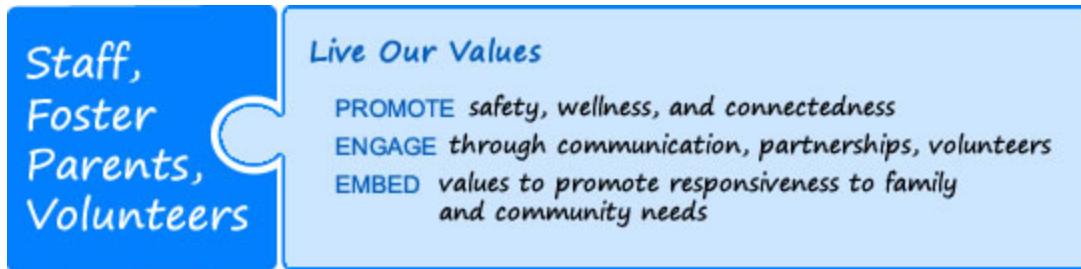 Staff,
Foster
Parents,
Volunteers
Live Our Values
PROMOTE safety, wellness, and connectedness
ENGAGE through communication, partnerships, volunteers
EMBED values to promote responsiveness to family
and community needs